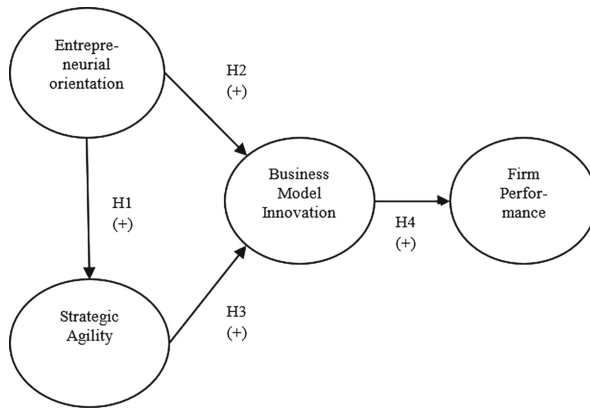 Entrepre-
neurial
orientation
H2
(+)
Business
Model
Innovation
Firm
Perfor-
mance
H1
(+)
H4
(+)
Strategic
Agility
H3
(+)